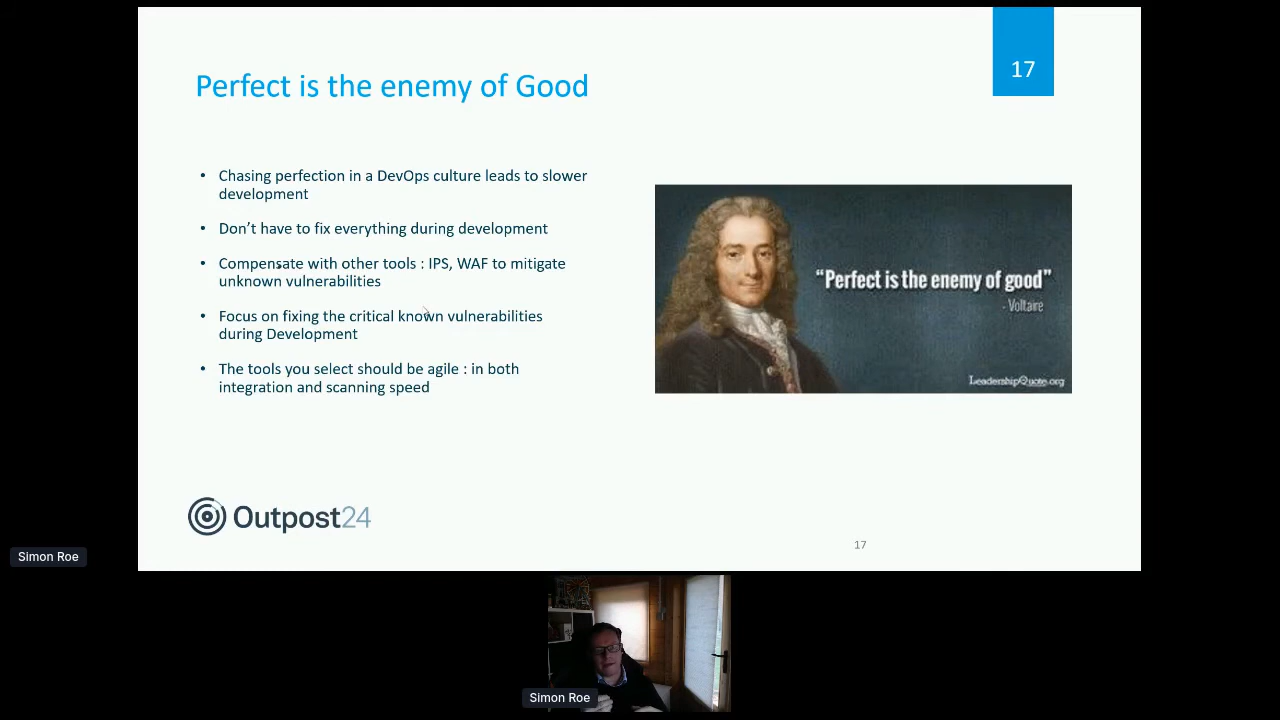 17
Perfect is the enemy of Good
• Chasing perfection in a DevOps culture leads to slower
development
• Don’t have to fix everything during development
• Compensate with other tools : IPS, WAF to mitigate
unknown vulnerabilities
• Focus on fixing the critical known vulnerabilities
during Development
• The tools you select should be agile : in both
integration and scanning speed
“Perfect is the enemy of good”
- Voltaire
LeadershipQuote.org
Outpost24
17
Simon Roe
Simon Roe